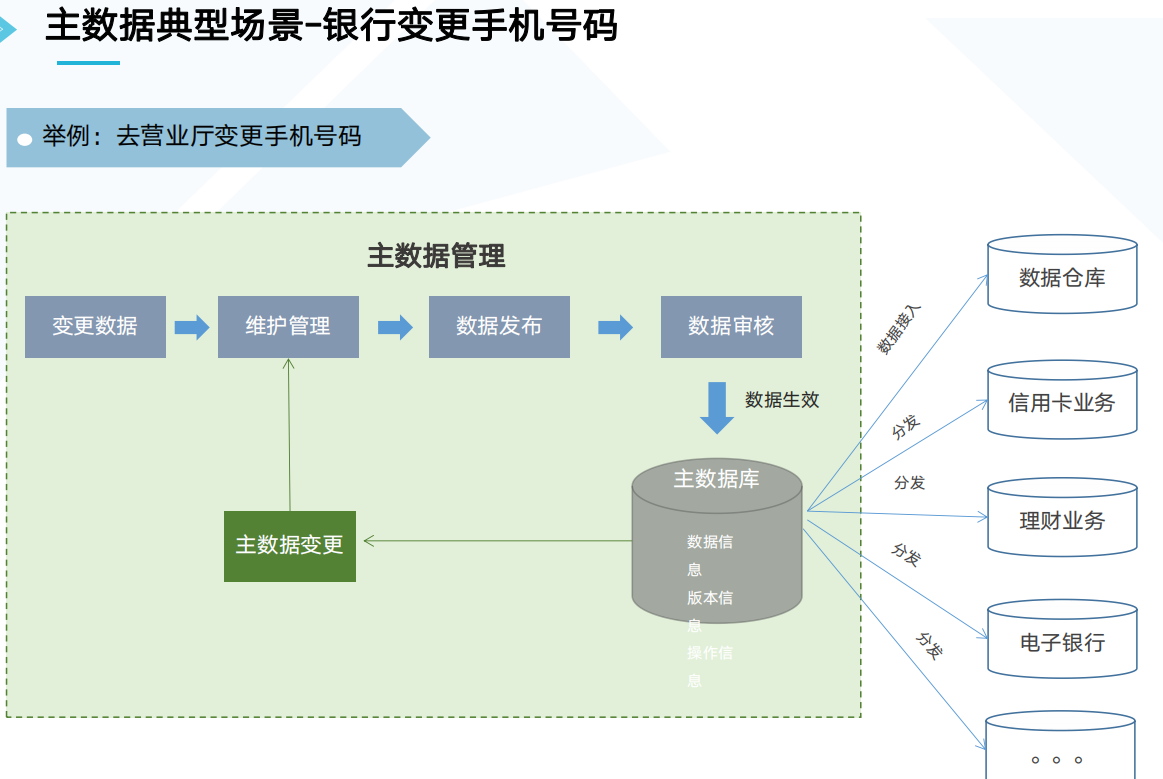 主数据典型场景-银行变更手机号码
举例：去营业厅变更手机号码
主数据管理
变更数据
维护管理
数据发布
数据审核
数据生效
主数据库
数据信
息
版本信
息
操作信
息
主数据变更
数据接入
分发
分发
分发
分发
数据仓库
信用卡业务
理财业务
电子银行
。。。